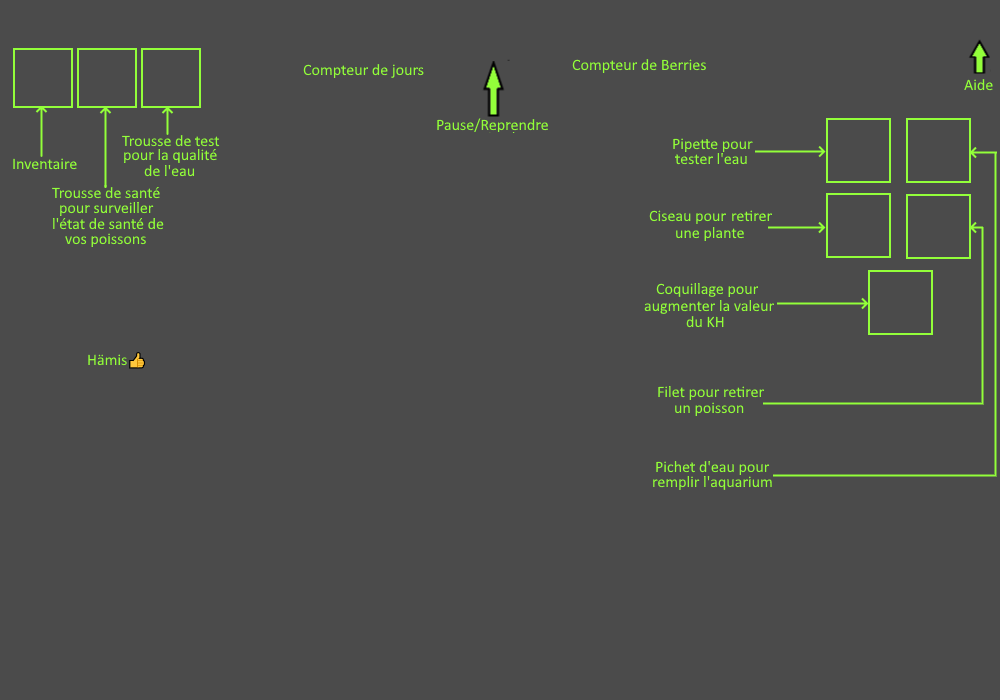 Compteur de jours
Compteur de Berries
Aide
Pause/Reprendre
Inventaire
Trousse de test
pour la qualité
de l'eau
Trousse de santé
pour surveiller
l'état de santé de
vos poissons
Pipette pour
tester l'eau
Ciseau pour retirer
une plante
Coquillage pour
augmenter la valeur
du KH
Hämis👍
Filet pour retirer
un poisson
Pichet d'eau pour
remplir l'aquarium